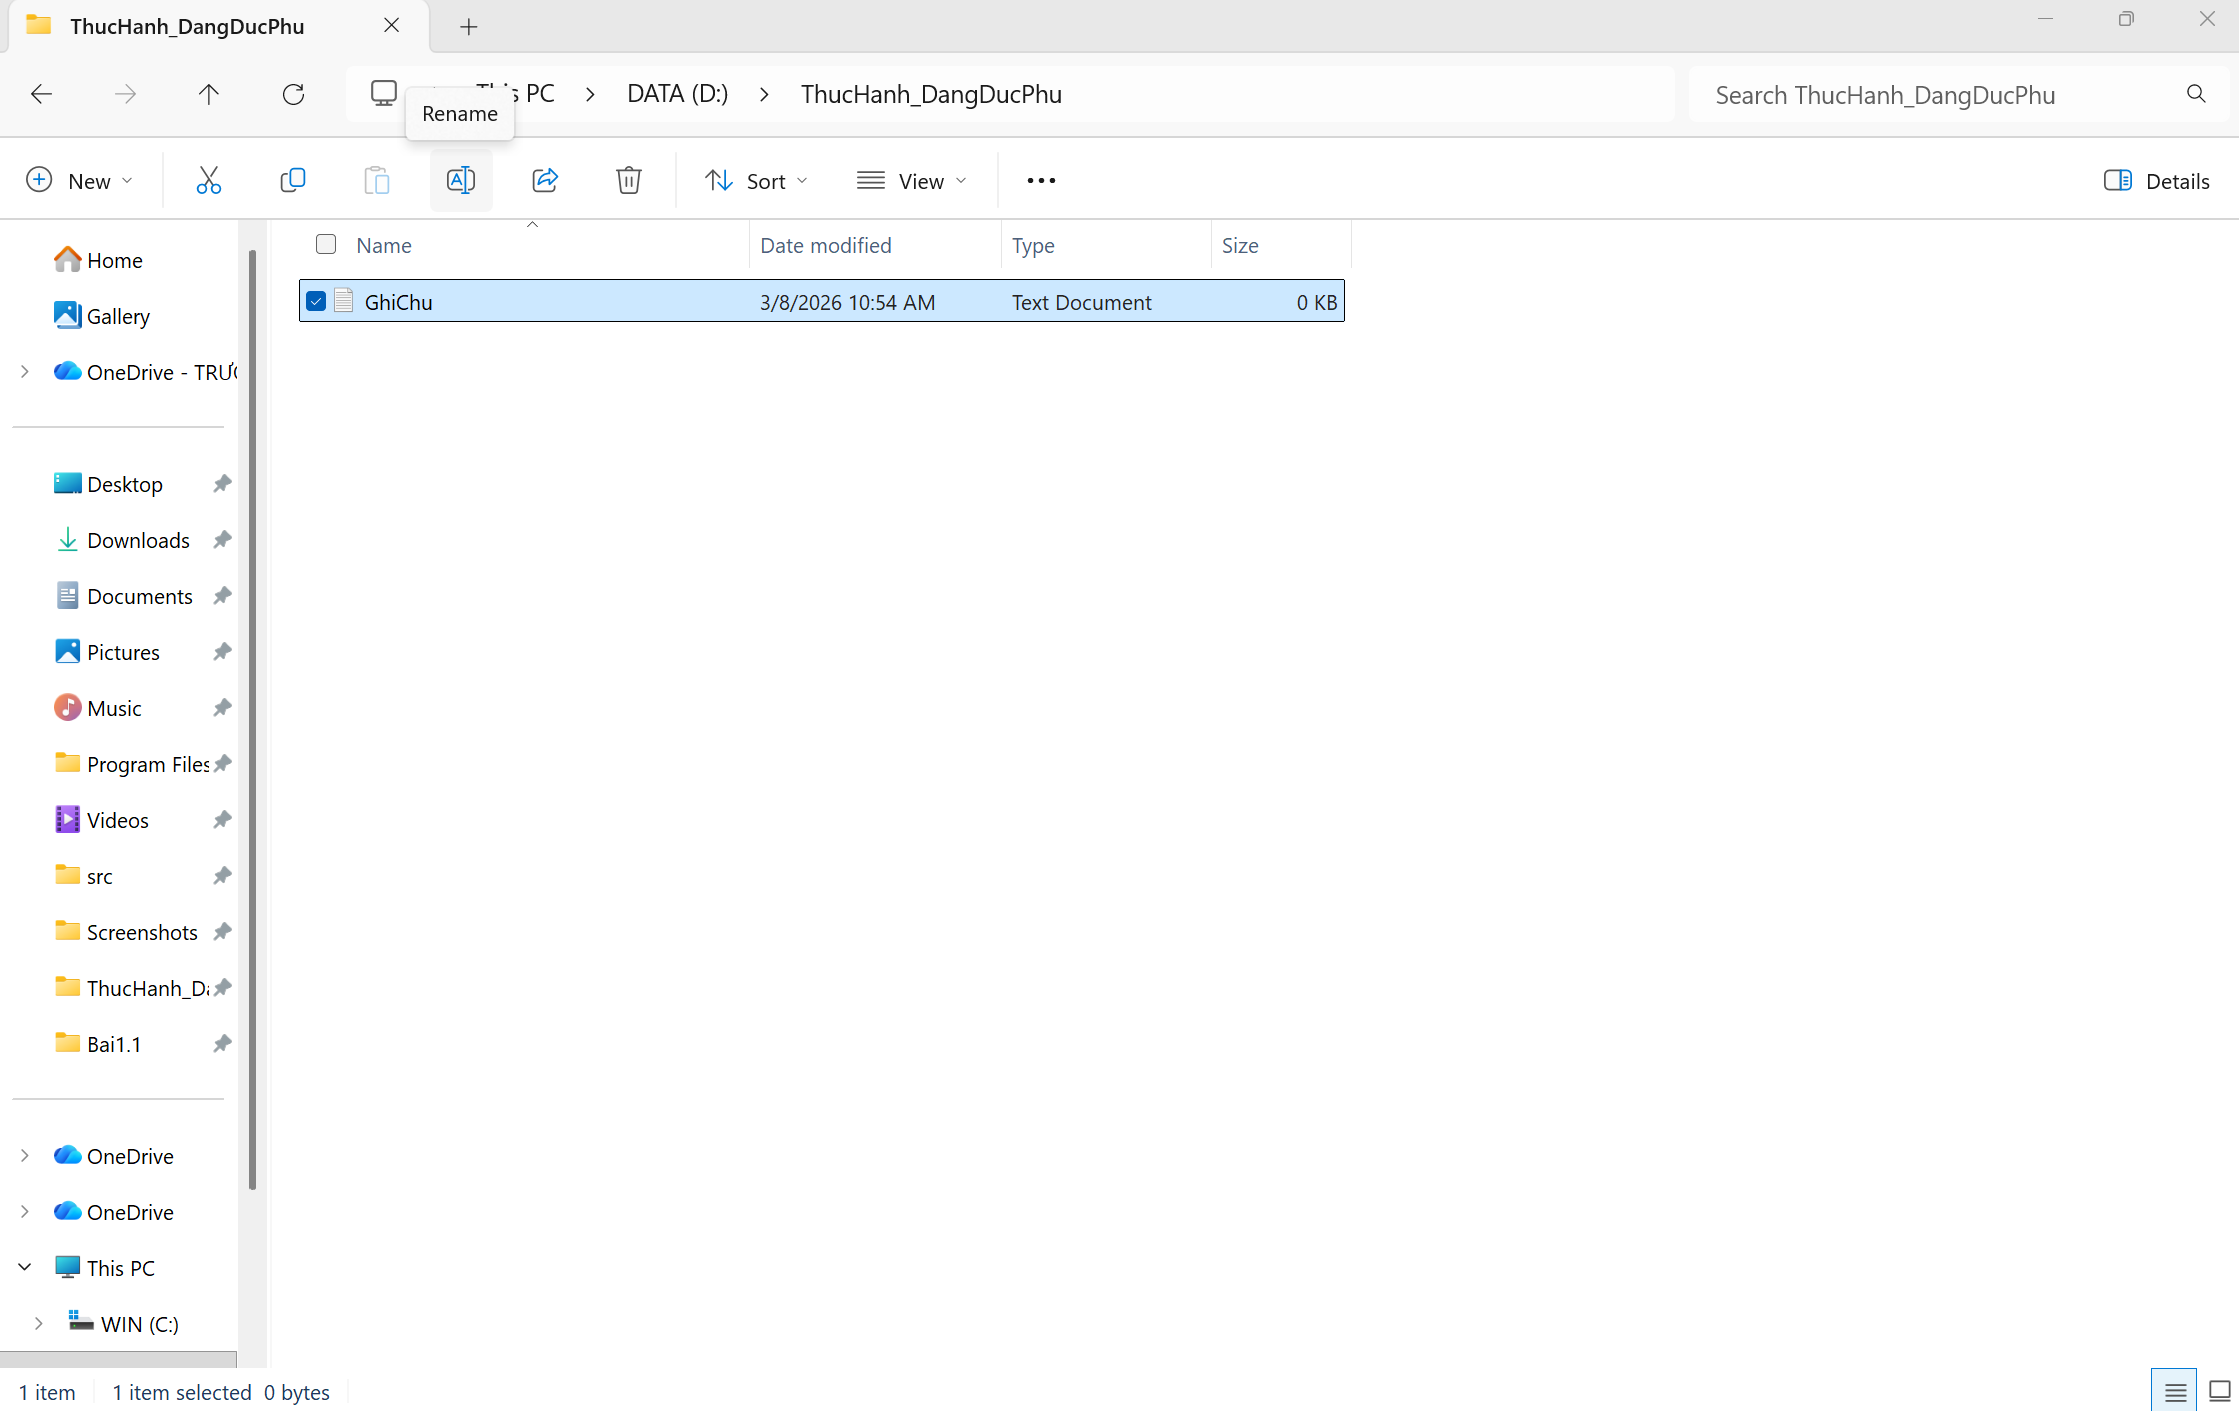 ThucHanh_DangDucPhu
This PC > DATA (D:) > ThucHanh_DangDucPhu
Search ThucHanh_DangDucPhu
Rename
New
Sort
View
Details
Name Date modified Type Size
GhiChu 3/8/2026 10:54 AM Text Document 0 KB
Home
Gallery
OneDrive - TRƯ
Desktop
Downloads
Documents
Pictures
Music
Program Files
Videos
src
Screenshots
ThucHanh_Da
Bai1.1
OneDrive
OneDrive
This PC
WIN (C:)
1 item 1 item selected 0 bytes